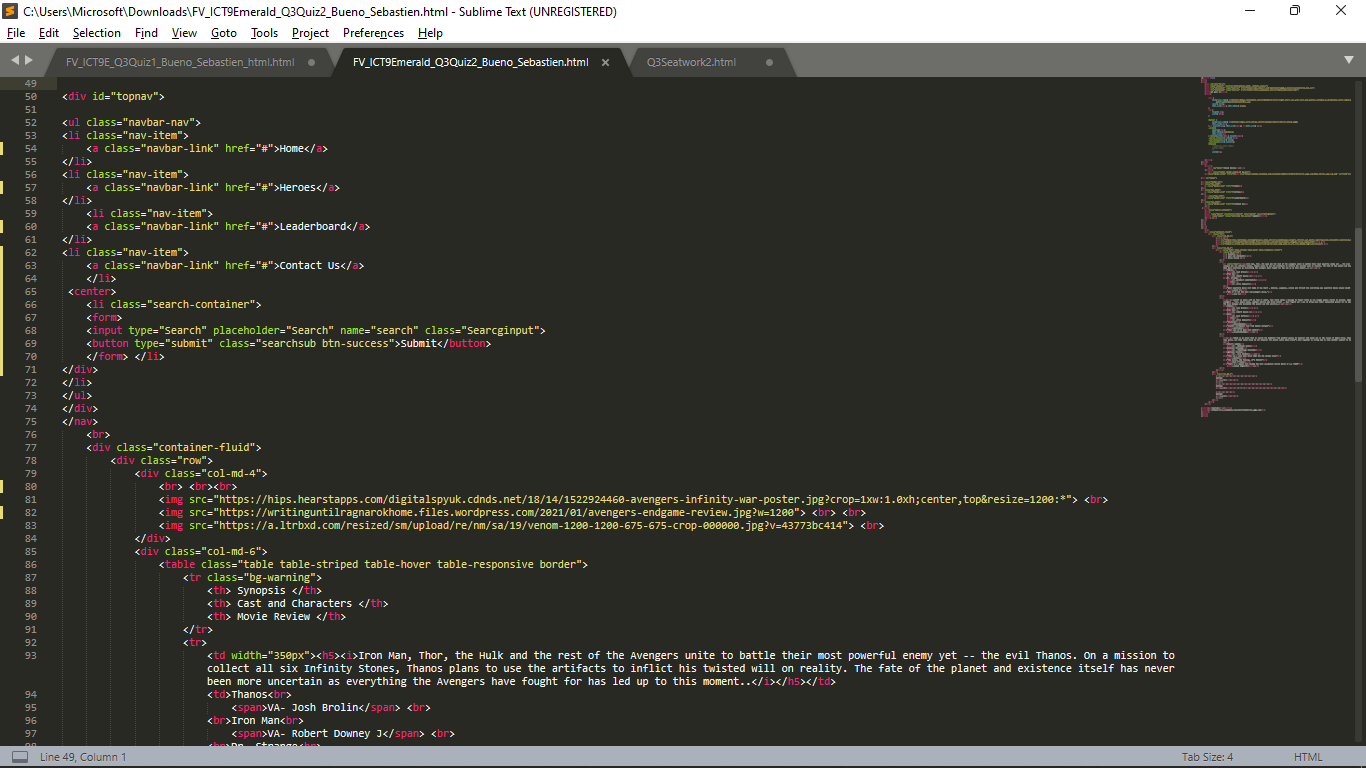 C:\Users\Microsoft\Downloads\FV_ICT9Emerald_Q3Quiz2_Bueno_Sebastien.html - Sublime Text (UNREGISTERED)
File Edit Selection Find View Goto Tools Project Preferences Help
FV_ICT9E_Q3Quiz1_Bueno_Sebastien_html.html FV_ICT9Emerald_Q3Quiz2_Bueno_Sebastien.html Q3Seatwork2.html
49
50 <div id="topnav">
51
52 <ul class="navbar-nav">
53 <li class="nav-item">
54 <a class="navbar-link" href="#">Home</a>
55 </li>
56 <li class="nav-item">
57 <a class="navbar-link" href="#">Heroes</a>
58 </li>
59 <li class="nav-item">
60 <a class="navbar-link" href="#">Leaderboard</a>
61 </li>
62 <li class="nav-item">
63 <a class="navbar-link" href="#">Contact Us</a>
64 </li>
65 <center>
66 <li class="search-container">
67 <form>
68 <input type="Search" placeholder="Search" name="search" class="Searcginput">
69 <button type="submit" class="searchsub btn-success">Submit</button>
70 </form> </li>
71 </div>
72 </li>
73 </ul>
74 </div>
75 </nav>
76 <br>
77 <div class="container-fluid">
78 <div class="row">
79 <div class="col-md-4">
80 <br> <br><br>
81 <img src="https://hips.hearstapps.com/digitalspyuk.cdnds.net/18/14/1522924460-avengers-infinity-war-poster.jpg?crop=1xw:1.0xh;center,top&resize=1200:*"> <br>
82 <img src="https://writinguntilragnarokhome.files.wordpress.com/2021/01/avengers-endgame-review.jpg?w=1200"> <br> <br>
83 <img src="https://a.ltrbxd.com/resized/sm/upload/re/nm/sa/19/venom-1200-1200-675-675-crop-000000.jpg?v=43773bc414"> <br>
84 </div>
85 <div class="col-md-6">
86 <table class="table table-striped table-hover table-responsive border">
87 <tr class="bg-warning">
88 <th> Synopsis </th>
89 <th> Cast and Characters </th>
90 <th> Movie Review </th>
91 </tr>
92 <tr>
93 <td width="350px"><h5><i>Iron Man, Thor, the Hulk and the rest of the Avengers unite to battle their most powerful enemy yet -- the evil Thanos. On a mission to
collect all six Infinity Stones, Thanos plans to use the artifacts to inflict his twisted will on reality. The fate of the planet and existence itself has never
been more uncertain as everything the Avengers have fought for has led up to this moment..</i></h5></td>
94 <td>Thanos<br>
95 <span>VA- Josh Brolin</span> <br>
96 <br>Iron Man<br>
97 <span>VA- Robert Downey J</span> <br>
98 <br>Dr. Strange<br>
Line 49, Column 1 Tab Size: 4 HTML